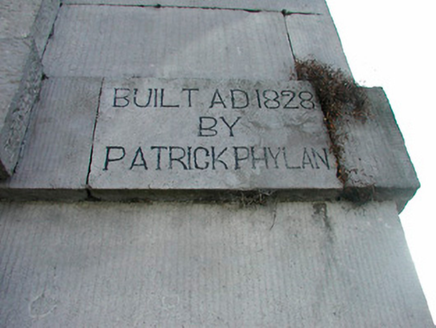 BUILT AD 1828
BY
PATRICK PHYLAN